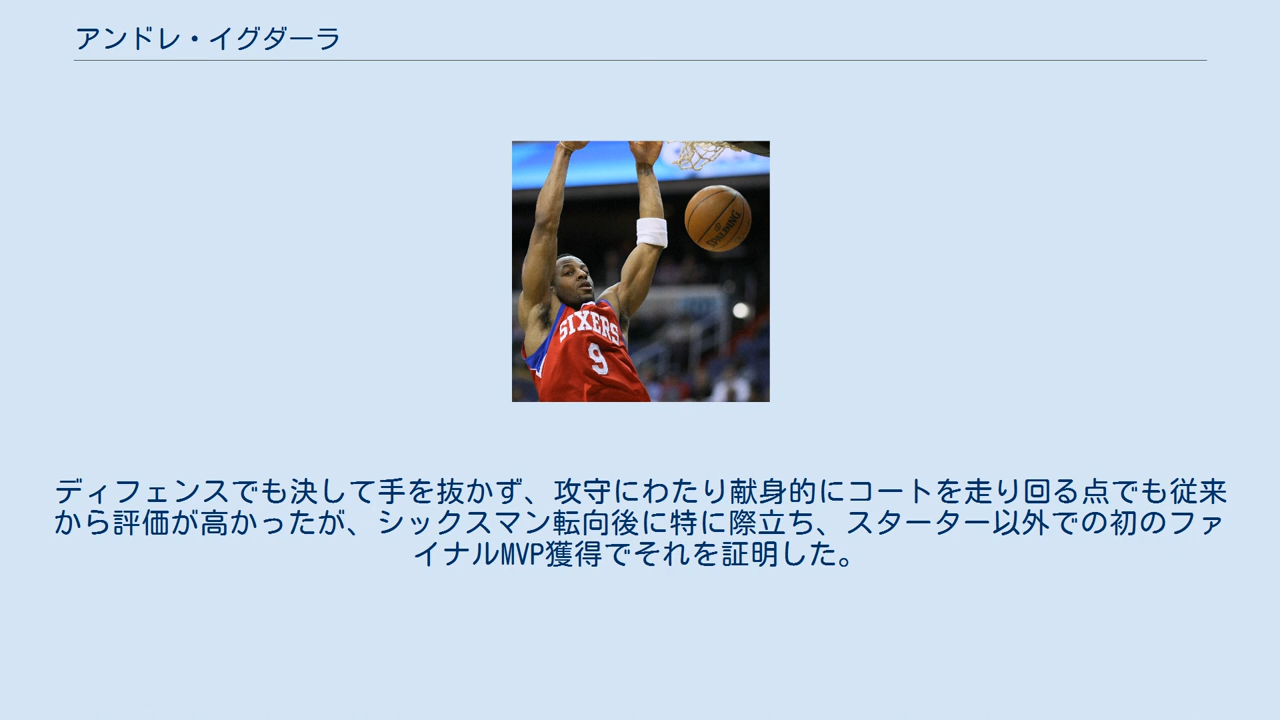 アンドレ・イグダーラ
SPALDING
SIXERS
9
ディフェンスでも決して手を抜かず、攻守にわたり献身的にコートを走り回る点でも従来
から評価が高かったが、シックスマン転向後に特に際立ち、スターター以外での初のファ
イナルMVP獲得でそれを証明した。